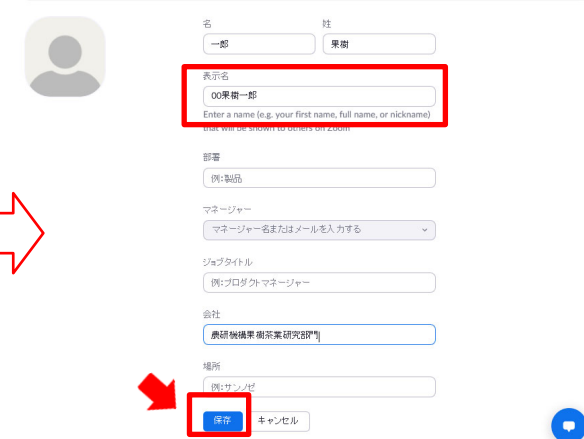 名 姓
一郎 果樹
表示名
00果樹一郎
Enter a name (e.g. your first name, full name, or nickname)
that will be shown to others on Zoom
部署
例:製品
マネージャー
マネージャー名またはメールを入力する
ジョブタイトル
例:プロダクトマネージャー
会社
農研機構果樹茶業研究部門
場所
例:サンノゼ
保存 キャンセル